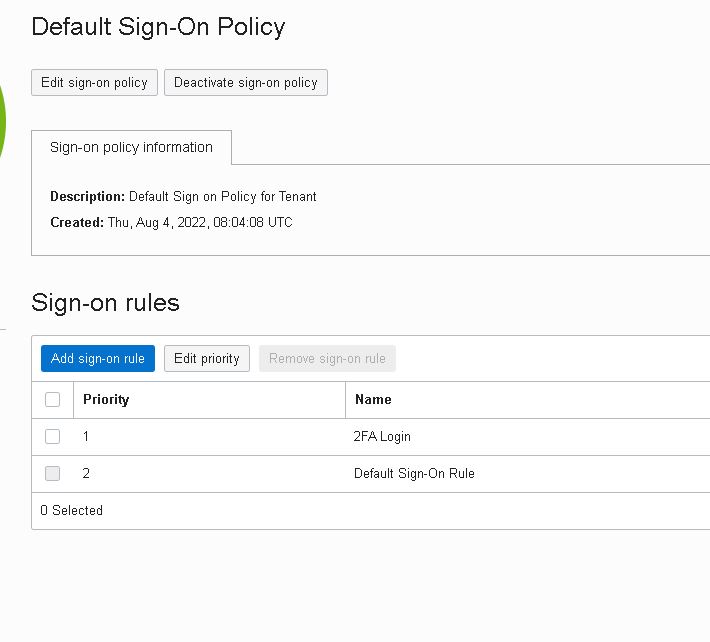 Default Sign-On Policy
Edit sign-on policy Deactivate sign-on policy
Sign-on policy information
Description: Default Sign on Policy for Tenant
Created: Thu, Aug 4, 2022, 08:04:08 UTC
Sign-on rules
Add sign-on rule Edit priority Remove sign-on rule
Priority Name
1 2FA Login
2 Default Sign-On Rule
0 Selected